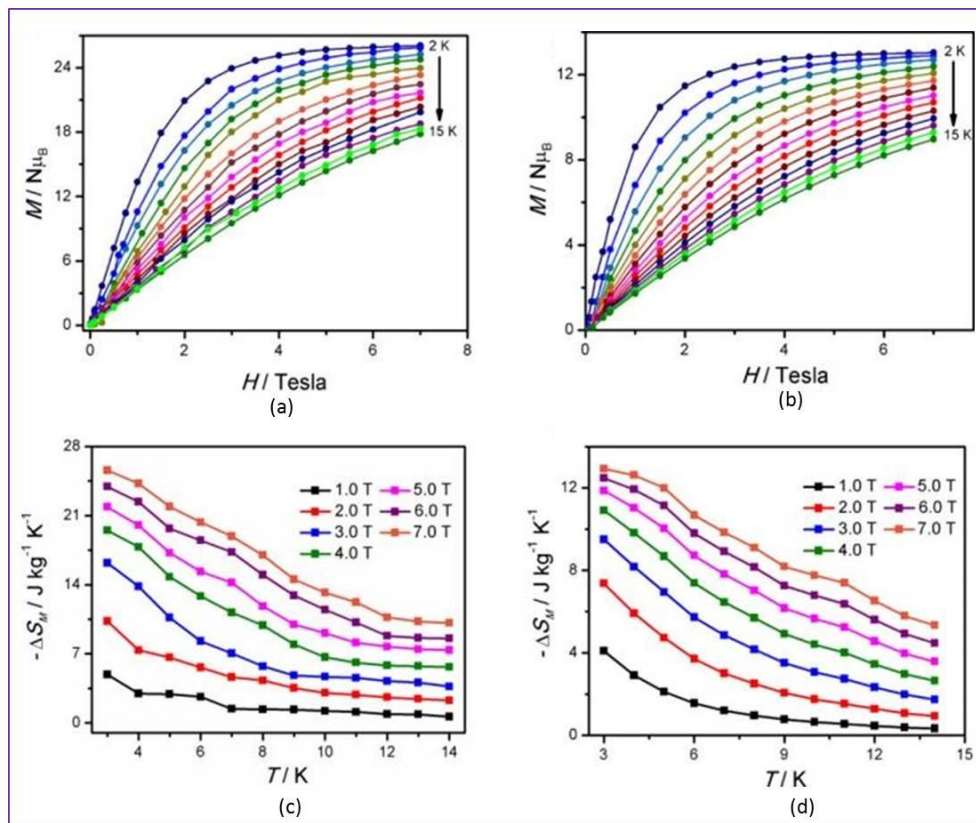 24
18
12
6
0
M / NμB
2 K
15 K
0 2 4 6 8
H / Tesla
(a)
12
8
4
0
M / NμB
2 K
15 K
0 2 4 6
H / Tesla
(b)
28
21
14
7
0
- ΔSM / J kg⁻¹ K⁻¹
1.0 T 5.0 T
2.0 T 6.0 T
3.0 T 7.0 T
4.0 T
4 6 8 10 12 14
T / K
(c)
12
8
4
0
- ΔSM / J kg⁻¹ K⁻¹
1.0 T 5.0 T
2.0 T 6.0 T
3.0 T 7.0 T
4.0 T
3 6 9 12 15
T / K
(d)